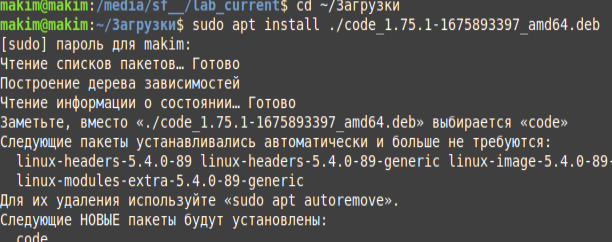 makim@makim:/media/sf__/lab_current$ cd ~/Загрузки
makim@makim:~/Загрузки$ sudo apt install ./code_1.75.1-1675893397_amd64.deb
[sudo] пароль для makim:
Чтение списков пакетов… Готово
Построение дерева зависимостей
Чтение информации о состоянии… Готово
Заметьте, вместо «./code_1.75.1-1675893397_amd64.deb» выбирается «code»
Следующие пакеты устанавливались автоматически и больше не требуются:
linux-headers-5.4.0-89 linux-headers-5.4.0-89-generic linux-image-5.4.0-89-
linux-modules-extra-5.4.0-89-generic
Для их удаления используйте «sudo apt autoremove».
Следующие НОВЫЕ пакеты будут установлены:
code